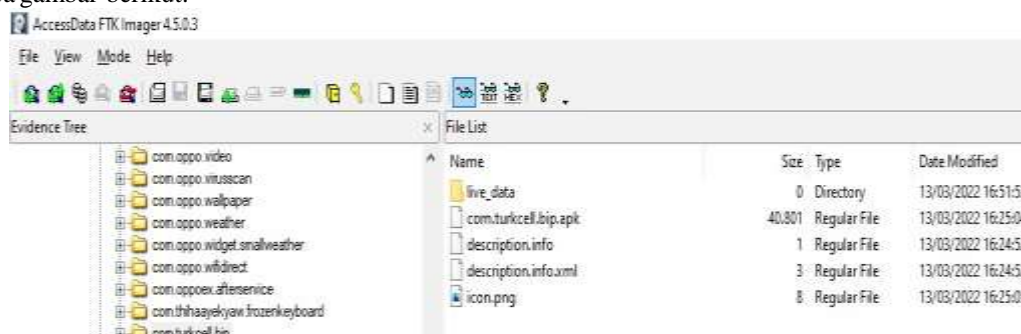 gambar berikut:
AccessData FTK Imager 4.5.0.3
File View Mode Help
TEXT HEX
Evidence Tree
File List
com.oppo.video
com.oppo.virusscan
com.oppo.wallpaper
com.oppo.weather
com.oppo.widget.smallweather
com.oppo.wifidirect
com.oppoex.afterservice
com.thihaayekyaw.frozenkeyboard
com.turkcell.bip
Name Size Type Date Modified
live_data 0 Directory 13/03/2022 16:51:5
com.turkcell.bip.apk 40.801 Regular File 13/03/2022 16:25:0
description.info 1 Regular File 13/03/2022 16:24:5
description.info.xml 3 Regular File 13/03/2022 16:24:5
icon.png 8 Regular File 13/03/2022 16:25:0